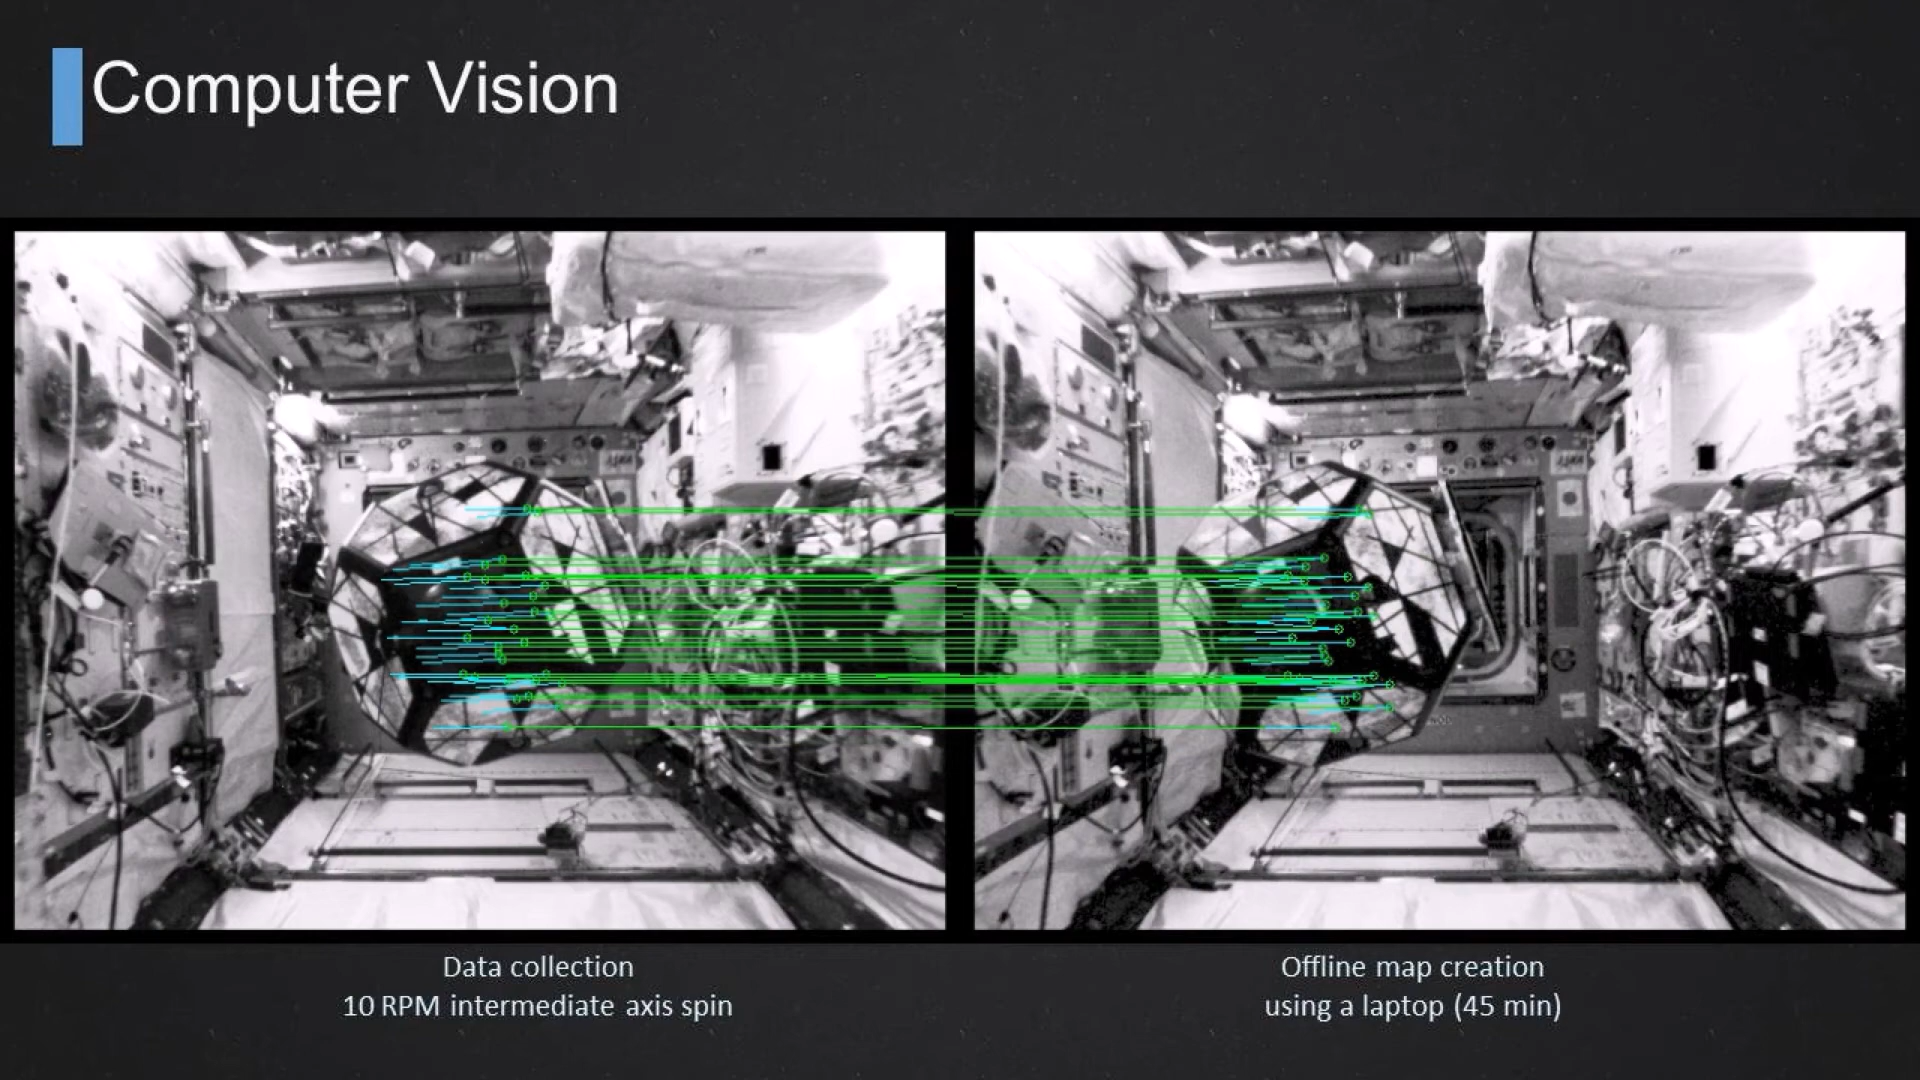 Computer Vision
Data collection
10 RPM intermediate axis spin
Offline map creation
using a laptop (45 min)